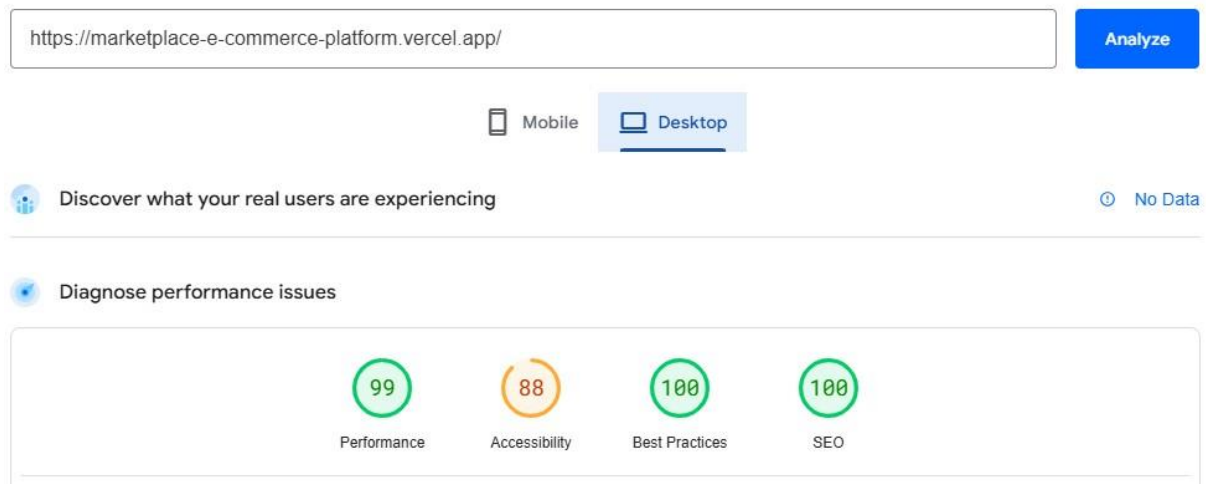 https://marketplace-e-commerce-platform.vercel.app/ Analyze
Mobile Desktop
Discover what your real users are experiencing No Data
Diagnose performance issues
99 88 100 100
Performance Accessibility Best Practices SEO